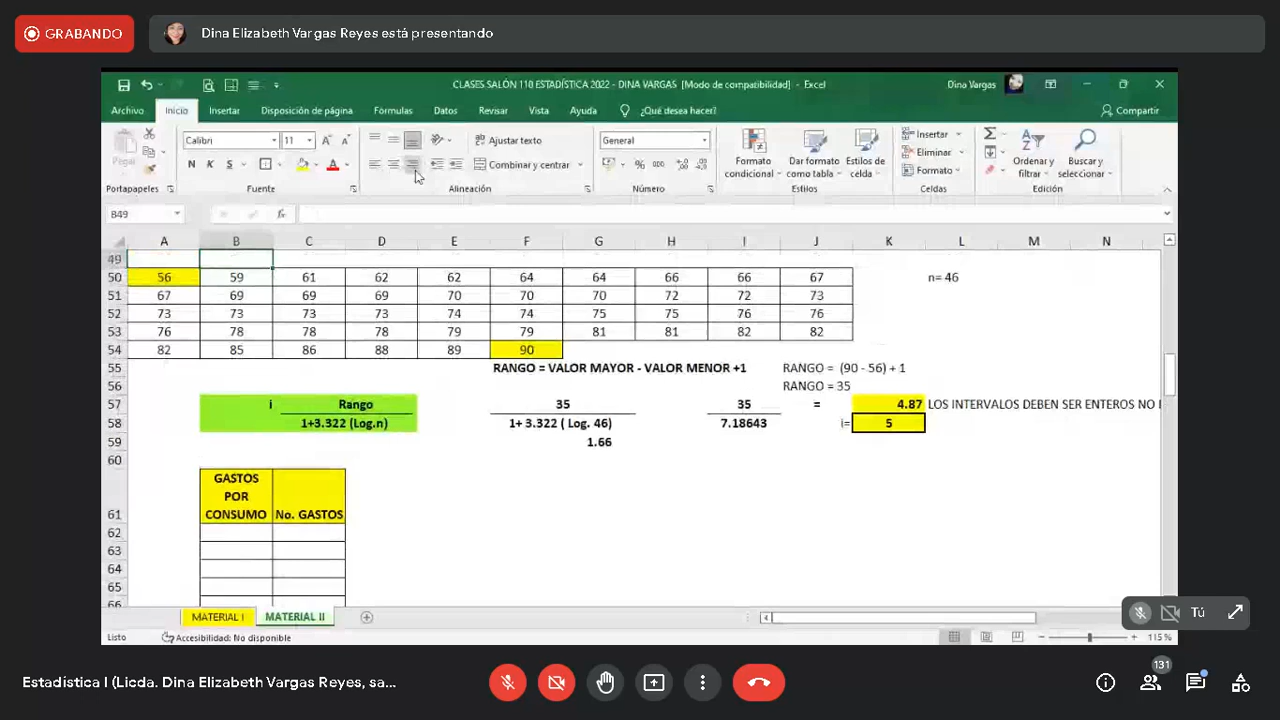 GRABANDO
Dina Elizabeth Vargas Reyes está presentando
CLASES SALÓN 110 ESTADÍSTICA 2022 - DINA VARGAS [Modo de compatibilidad] - Excel
Dina Vargas
Archivo Inicio Insertar Disposición de página Fórmulas Datos Revisar Vista Ayuda ¿Qué desea hacer? Compartir
Pegar
Calibri 11
N K S
Ajustar texto
Combinar y centrar
General
% 000
Formato condicional
Dar formato como tabla
Estilos de celda
Insertar
Eliminar
Formato
Ordenar y filtrar
Buscar y seleccionar
Portapapeles Fuente Alineación Número Estilos Celdas Edición
B49 fx
A B C D E F G H I J K L M N
49
50 56 59 61 62 62 64 64 66 66 67 n= 46
51 67 69 69 69 70 70 70 72 72 73
52 73 73 73 73 74 74 75 75 76 76
53 76 78 78 78 79 79 81 81 82 82
54 82 85 86 88 89 90
55 RANGO = VALOR MAYOR - VALOR MENOR +1 RANGO = (90 - 56) + 1
56 RANGO = 35
57 i Rango 35 35 = 4.87 LOS INTERVALOS DEBEN SER ENTEROS NO
58 1+3.322 (Log.n) 1+ 3.322 ( Log. 46) 7.18643 i= 5
59 1.66
60
61 GASTOS POR CONSUMO No. GASTOS
62
63
64
65
66
MATERIAL I MATERIAL II
Listo Accesibilidad: No disponible 115 %
Tú
Estadística I (Licda. Dina Elizabeth Vargas Reyes, sa...
131